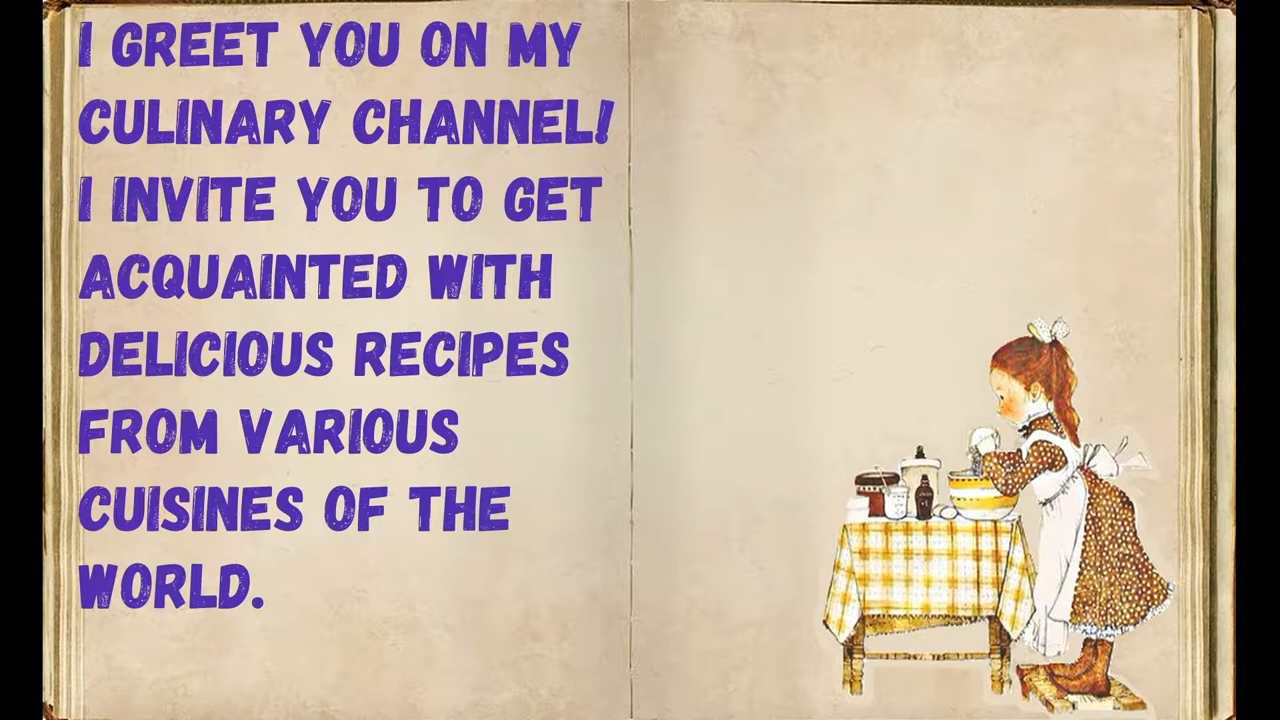 I GREET YOU ON MY
CULINARY CHANNEL!
I INVITE YOU TO GET
ACQUAINTED WITH
DELICIOUS RECIPES
FROM VARIOUS
CUISINES OF THE
WORLD.